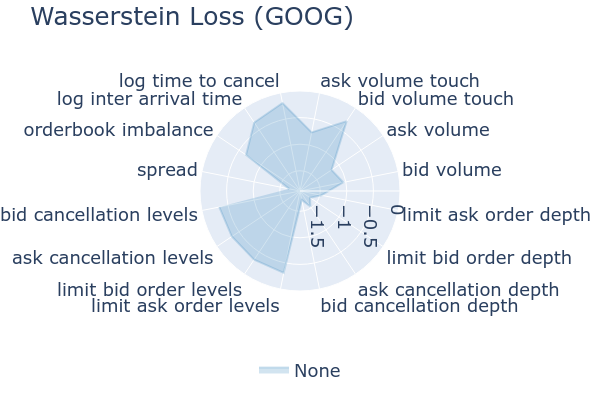 Wasserstein Loss (GOOG)
log time to cancel
ask volume touch
log inter arrival time
bid volume touch
orderbook imbalance
ask volume
spread
bid volume
bid cancellation levels
−1.5
−1
−0.5
0
limit ask order depth
ask cancellation levels
limit bid order depth
limit bid order levels
ask cancellation depth
limit ask order levels
bid cancellation depth
None